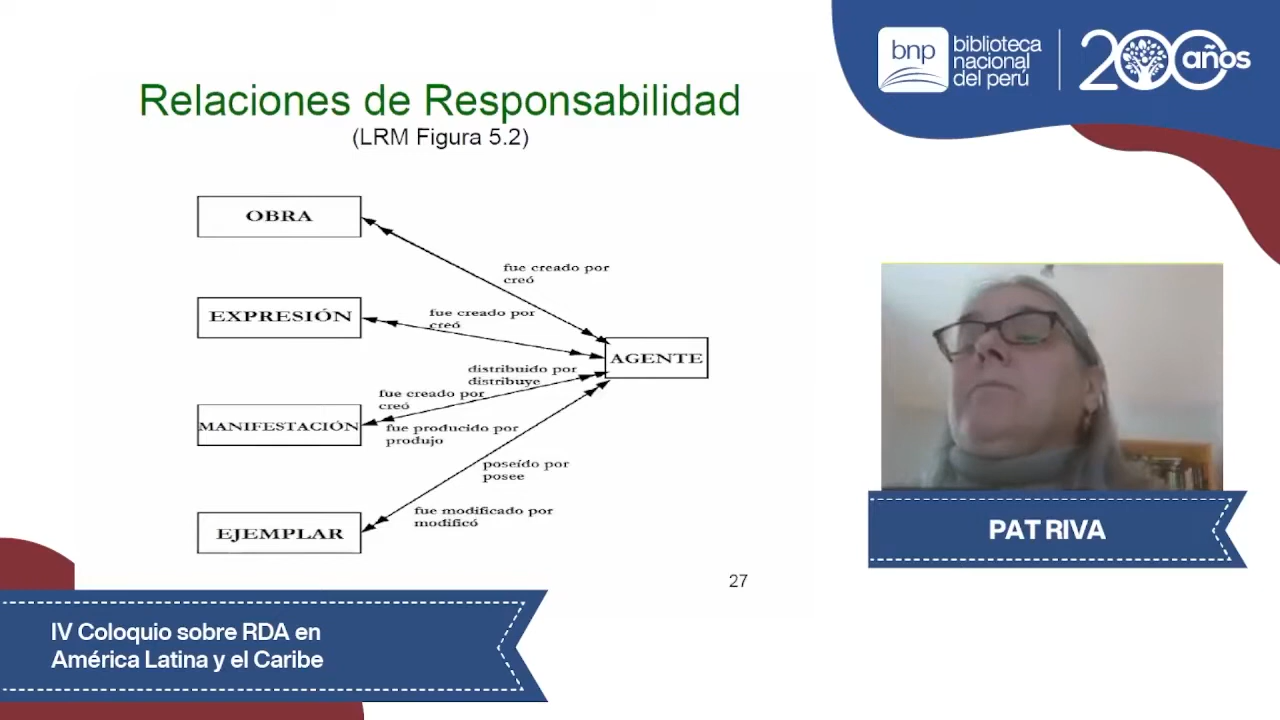 Relaciones de Responsabilidad
(LRM Figura 5.2)
OBRA
fue creado por
creó
EXPRESIÓN
fue creado por
creó
AGENTE
distribuido por
distribuye
fue creado por
creó
MANIFESTACIÓN
fue producido por
produjo
poseído por
posee
fue modificado por
modificó
EJEMPLAR
27
bnp
biblioteca
nacional
del perú
200 años
PAT RIVA
IV Coloquio sobre RDA en
América Latina y el Caribe